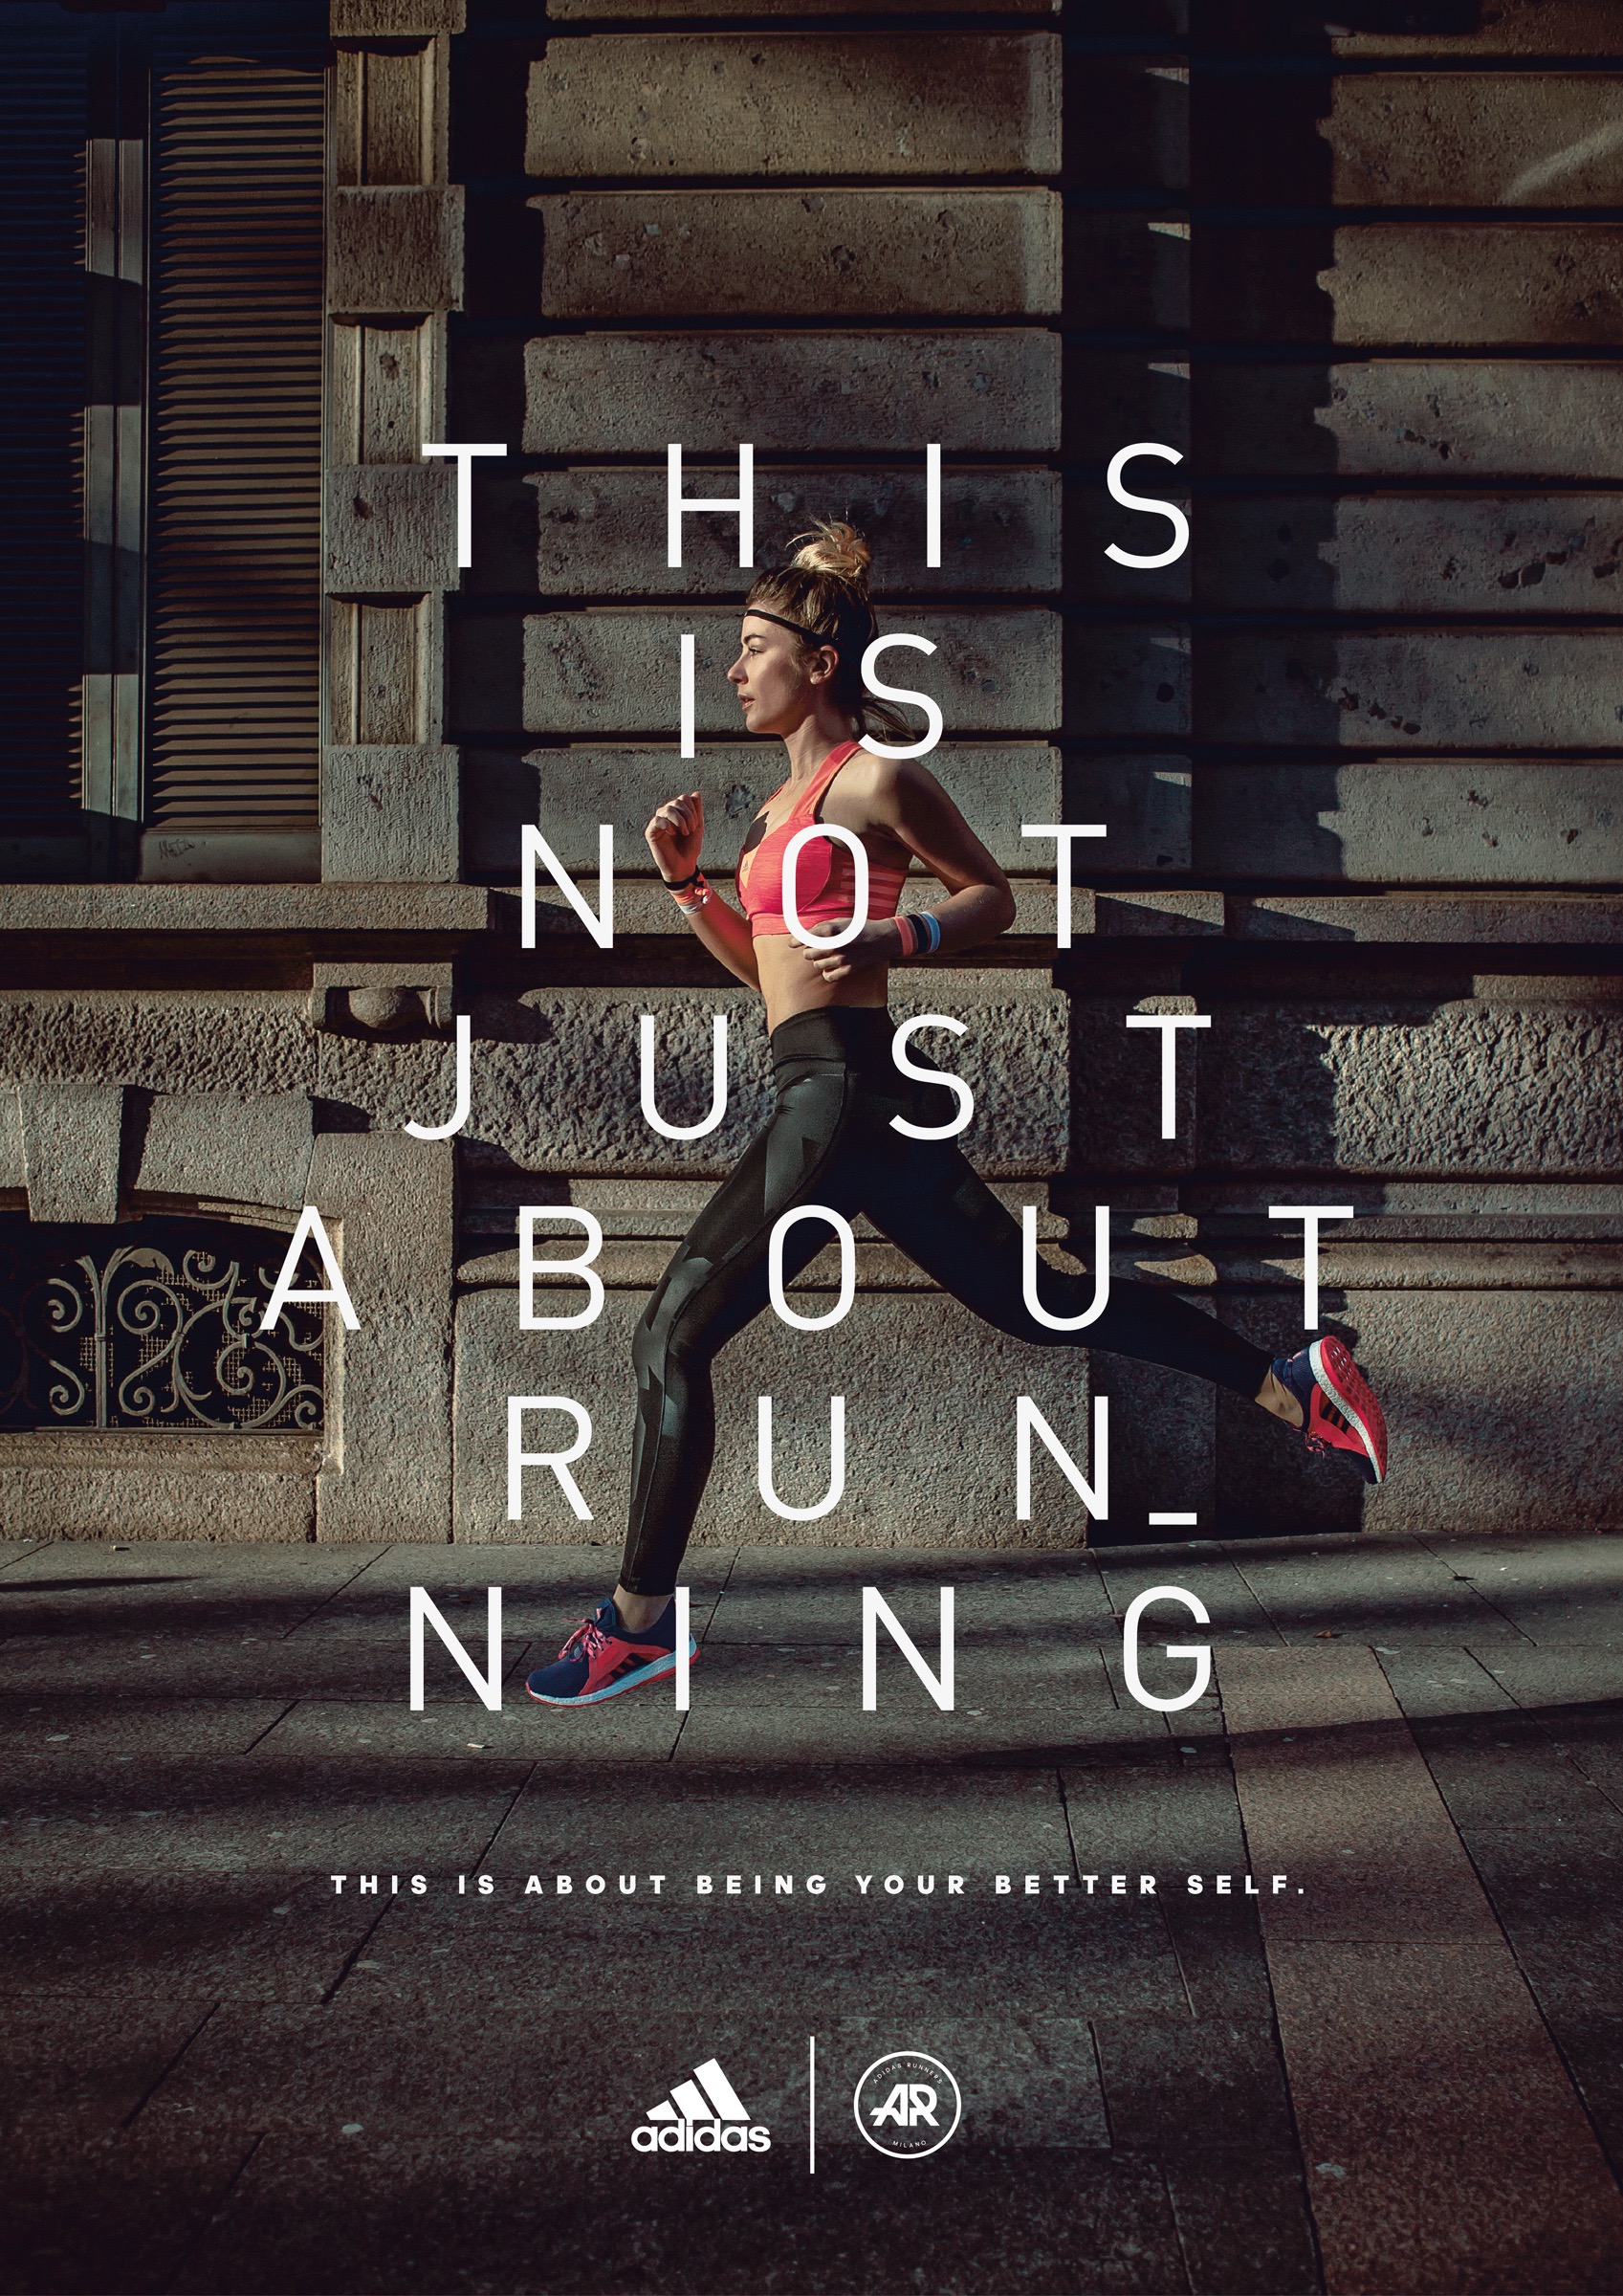 THIS
IS
NOT
JUST
ABOUT
RUN_
NING
THIS IS ABOUT BEING YOUR BETTER SELF.
adidas
ADIDAS RUNNERS
AR
MILANO